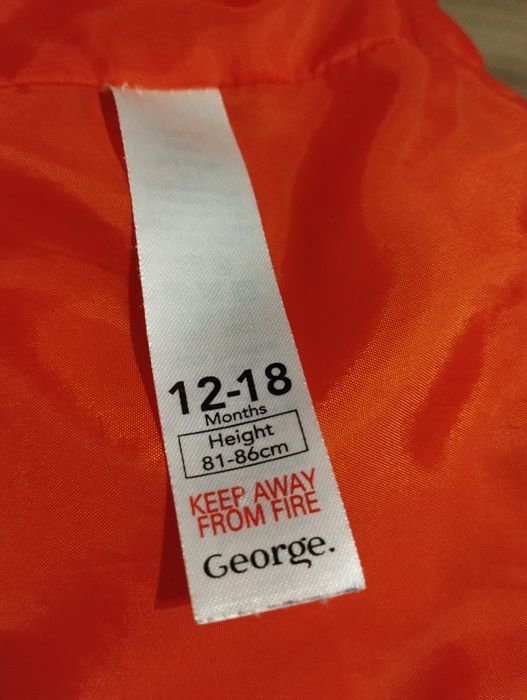 12-18
Months
Height
81-86cm
KEEP AWAY
FROM FIRE
George.